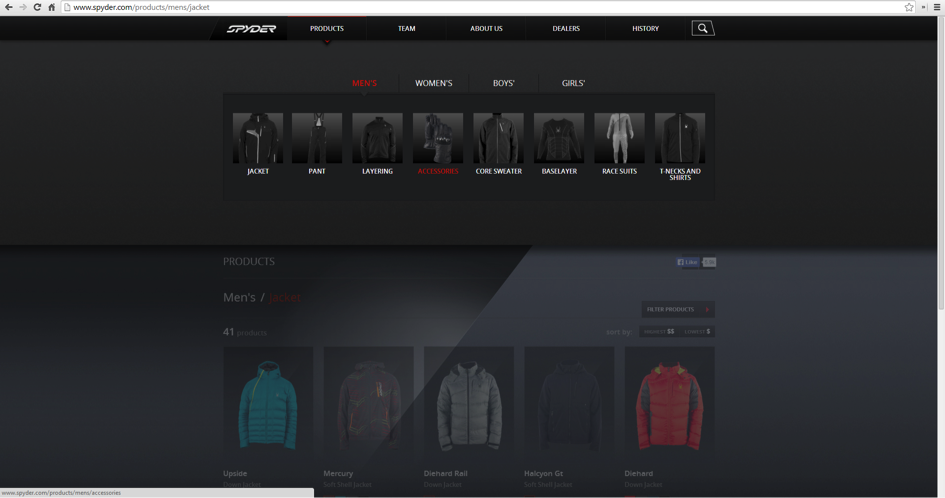 www.spyder.com/products/mens/jacket
SPYDER
PRODUCTS
TEAM
ABOUT US
DEALERS
HISTORY
MEN'S
WOMEN'S
BOYS'
GIRLS'
JACKET
PANT
LAYERING
ACCESSORIES
CORE SWEATER
BASELAYER
RACE SUITS
T-NECKS AND
SHIRTS
PRODUCTS
Like
Men's / Jacket
FILTER PRODUCTS
41 products
sort by:
HIGHEST $$
LOWEST $
Upside
Down Jacket
Mercury
Soft Shell Jacket
Diehard Rail
Down Jacket
Halcyon Gt
Soft Shell Jacket
Diehard
Down Jacket
www.spyder.com/products/mens/accessories